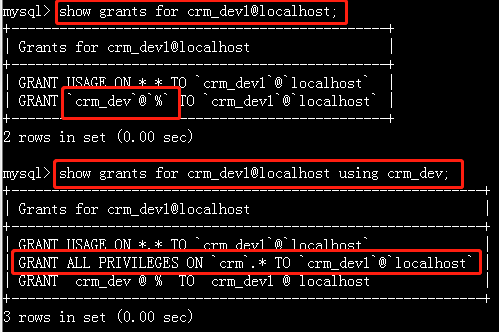 mysql> show grants for crm_dev1@localhost;
+-----------------------------------------------+
| Grants for crm_dev1@localhost |
+-----------------------------------------------+
| GRANT USAGE ON *.* TO `crm_dev1`@`localhost` |
| GRANT `crm_dev`@`%` TO `crm_dev1`@`localhost` |
+-----------------------------------------------+
2 rows in set (0.00 sec)
mysql> show grants for crm_dev1@localhost using crm_dev;
+----------------------------------------------------------+
| Grants for crm_dev1@localhost
+----------------------------------------------------------+
| GRANT USAGE ON *.* TO `crm_dev1`@`localhost`
| GRANT ALL PRIVILEGES ON `crm`.* TO `crm_dev1`@`localhost`
| GRANT `crm_dev`@`%` TO `crm_dev1`@`localhost`
+----------------------------------------------------------+
3 rows in set (0.00 sec)